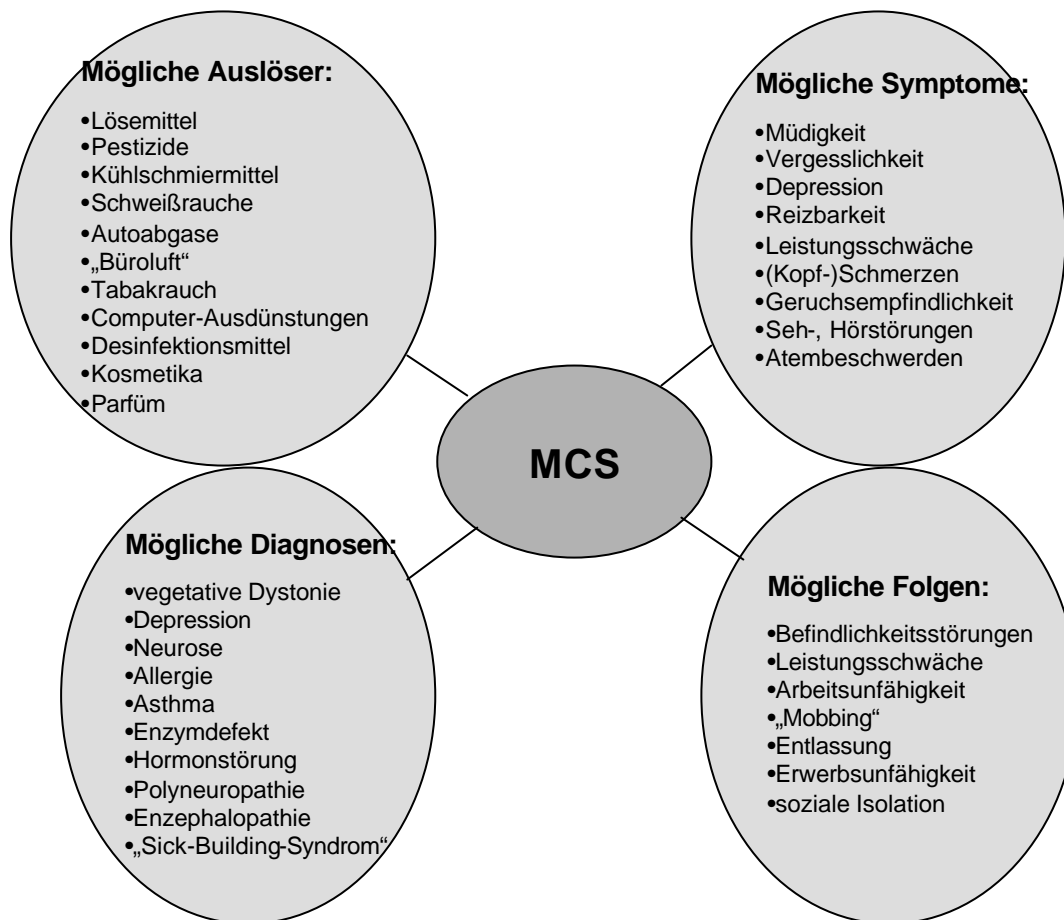 Mögliche Auslöser:
•Lösemittel
•Pestizide
•Kühlschmiermittel
•Schweißrauche
•Autoabgase
•„Büroluft“
•Tabakrauch
•Computer-Ausdünstungen
•Desinfektionsmittel
•Kosmetika
•Parfüm
Mögliche Symptome:
•Müdigkeit
•Vergesslichkeit
•Depression
•Reizbarkeit
•Leistungsschwäche
•(Kopf-)Schmerzen
•Geruchsempfindlichkeit
•Seh-, Hörstörungen
•Atembeschwerden
MCS
Mögliche Diagnosen:
•vegetative Dystonie
•Depression
•Neurose
•Allergie
•Asthma
•Enzymdefekt
•Hormonstörung
•Polyneuropathie
•Enzephalopathie
•„Sick-Building-Syndrom“
Mögliche Folgen:
•Befindlichkeitsstörungen
•Leistungsschwäche
•Arbeitsunfähigkeit
•„Mobbing“
•Entlassung
•Erwerbsunfähigkeit
•soziale Isolation